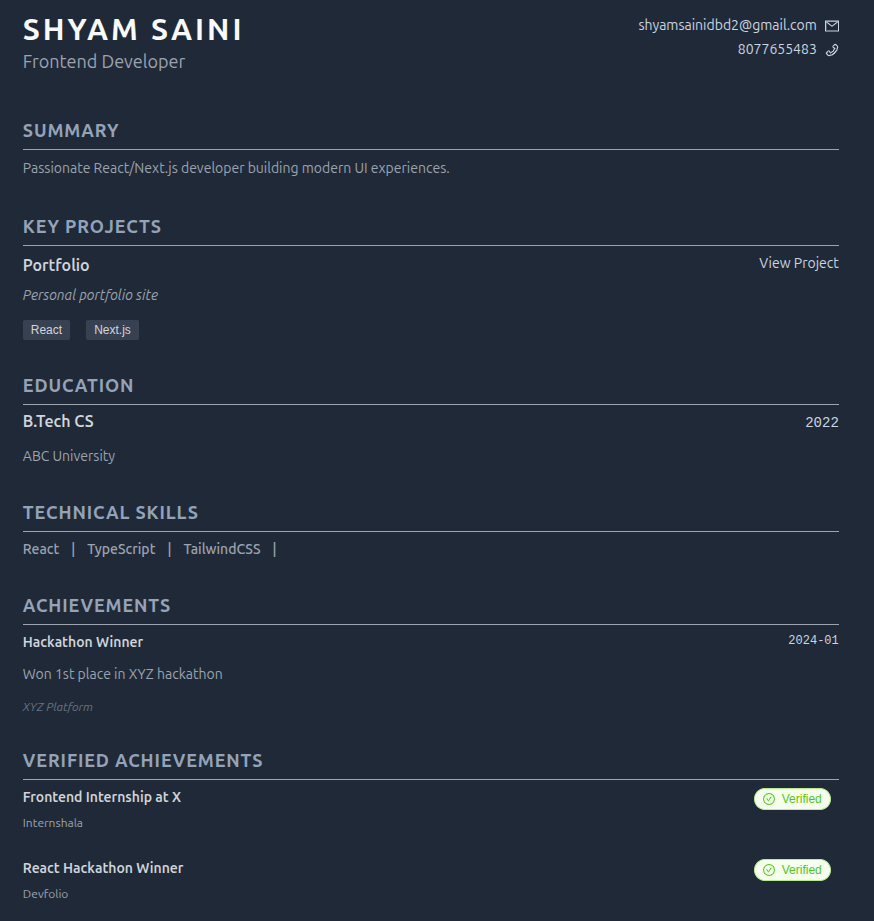 SHYAM SAINI
shyamsainidbd2@gmail.com
Frontend Developer
8077655483
SUMMARY
Passionate React/Next.js developer building modern UI experiences.
KEY PROJECTS
Portfolio View Project
Personal portfolio site
React Next.js
EDUCATION
B.Tech CS 2022
ABC University
TECHNICAL SKILLS
React | TypeScript | TailwindCSS |
ACHIEVEMENTS
Hackathon Winner 2024-01
Won 1st place in XYZ hackathon
XYZ Platform
VERIFIED ACHIEVEMENTS
Frontend Internship at X Verified
Internshala
React Hackathon Winner Verified
Devfolio